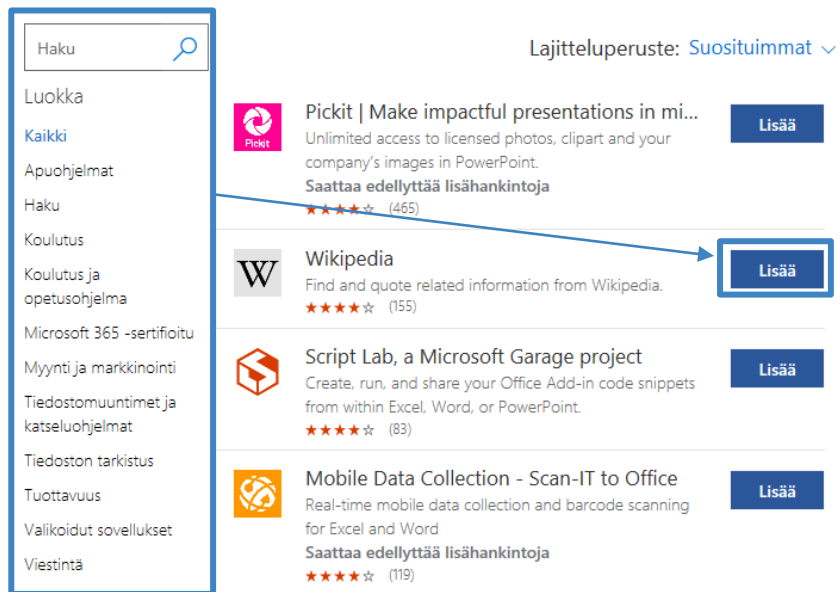 Haku
Luokka
Kaikki
Apuohjelmat
Haku
Koulutus
Koulutus ja
opetusohjelma
Microsoft 365 -sertifioitu
Myynti ja markkinointi
Tiedostomuuntimet ja
katseluohjelmat
Tiedoston tarkistus
Tuottavuus
Valikoidut sovellukset
Viestintä
Lajitteluperuste: Suosituimmat
Pickit
Pickit | Make impactful presentations in mi...
Unlimited access to licensed photos, clipart and your
company's images in PowerPoint.
Saattaa edellyttää lisähankintoja
(465)
Lisää
W
Wikipedia
Find and quote related information from Wikipedia.
(155)
Lisää
Script Lab, a Microsoft Garage project
Create, run, and share your Office Add-in code snippets
from within Excel, Word, or PowerPoint.
(83)
Lisää
Mobile Data Collection - Scan-IT to Office
Real-time mobile data collection and barcode scanning
for Excel and Word
Saattaa edellyttää lisähankintoja
(119)
Lisää